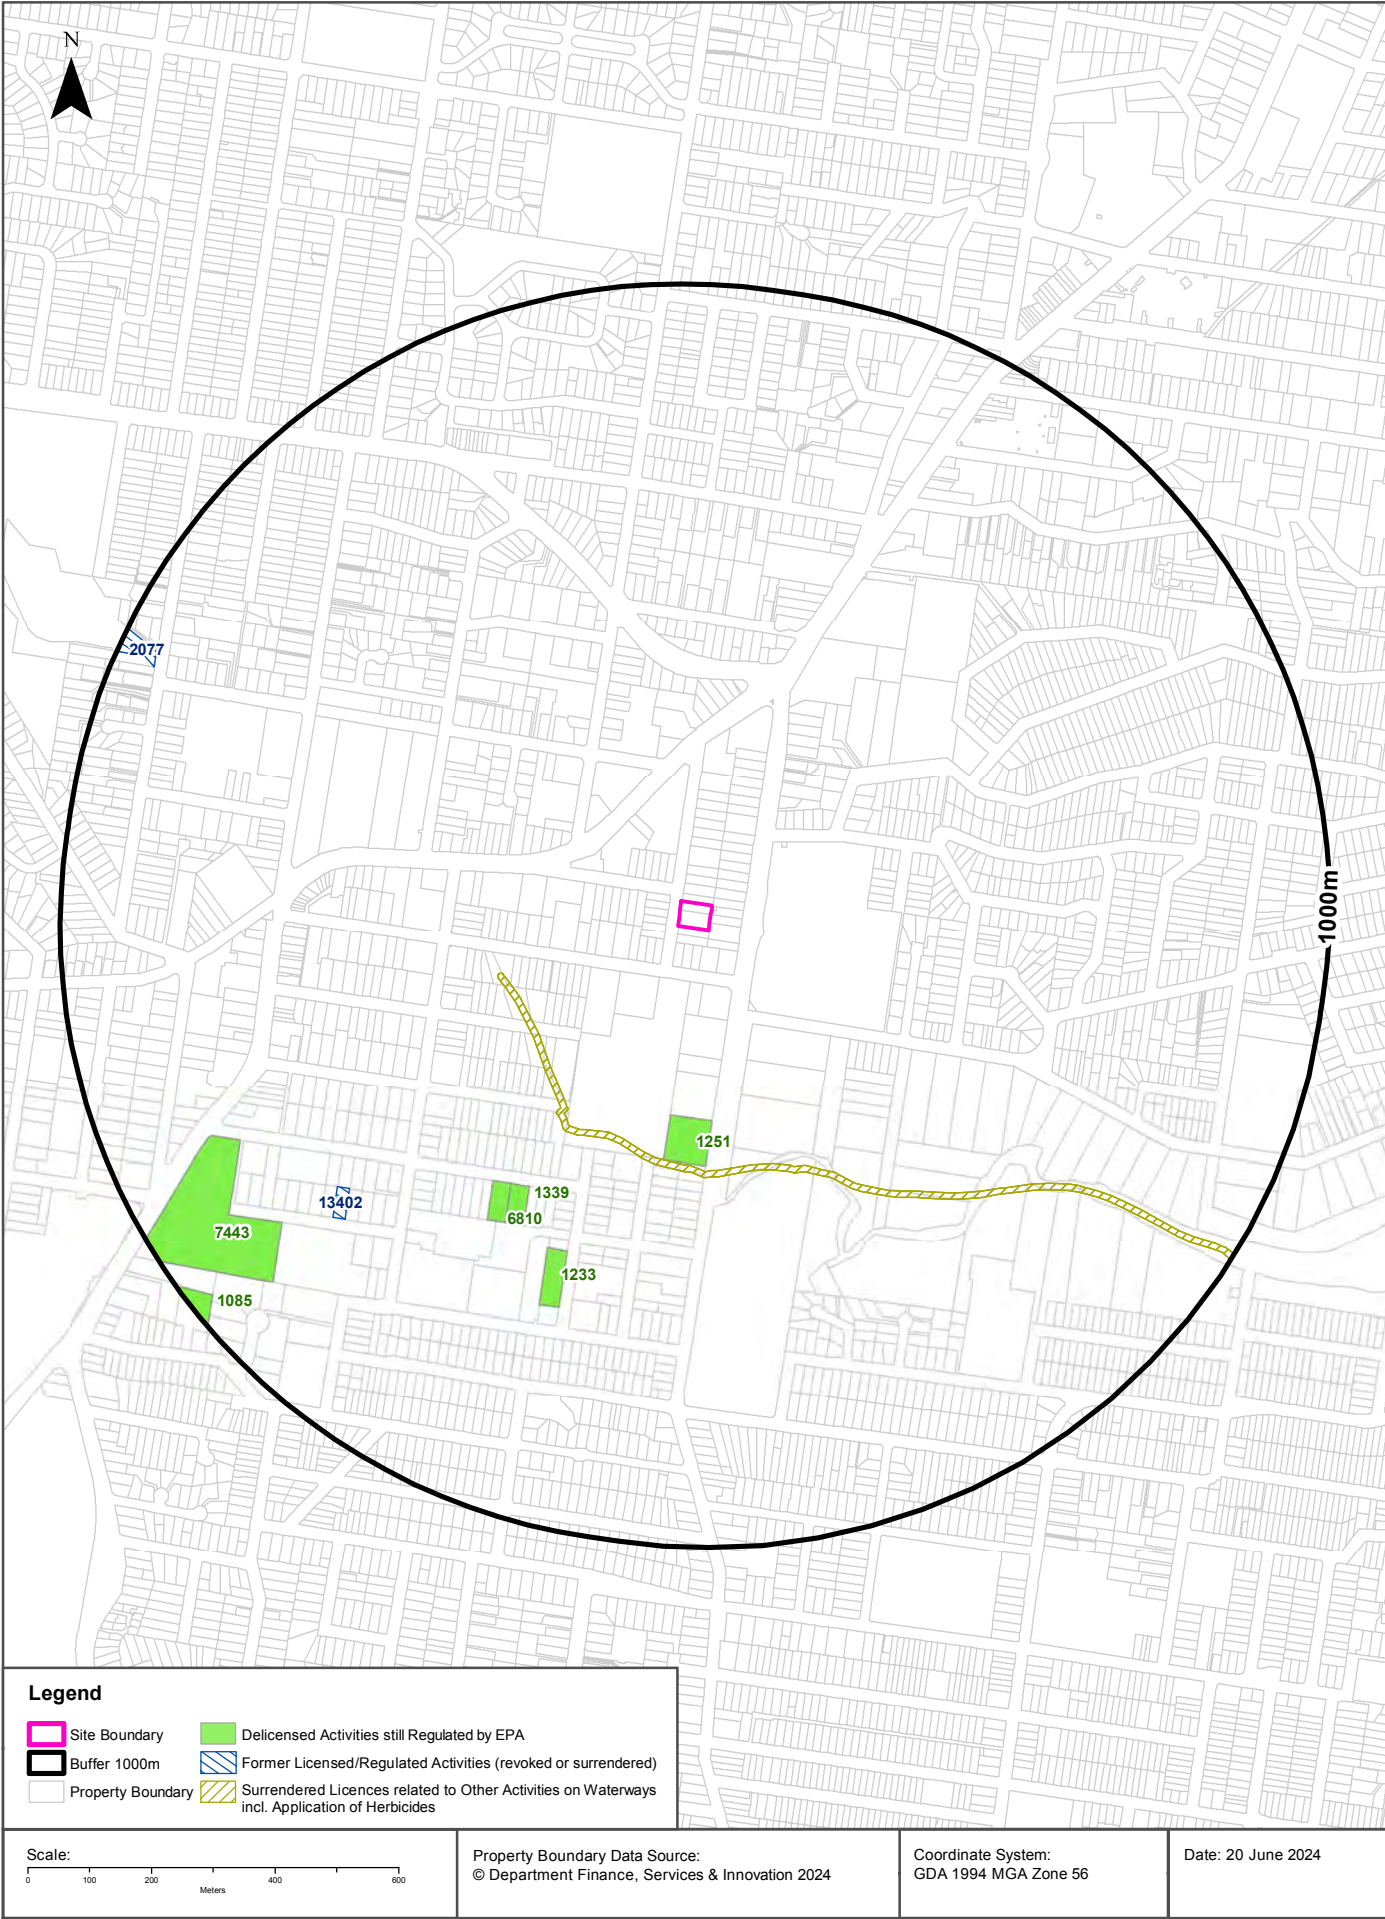 N
2077
1000m
1251
1339
13402
6810
7443
1233
1085
Legend
Site Boundary
Delicensed Activities still Regulated by EPA
Buffer 1000m
Former Licensed/Regulated Activities (revoked or surrendered)
Property Boundary
Surrendered Licences related to Other Activities on Waterways
incl. Application of Herbicides
Scale:
0 100 200 400 600
Meters
Property Boundary Data Source:
© Department Finance, Services & Innovation 2024
Coordinate System:
GDA 1994 MGA Zone 56
Date: 20 June 2024